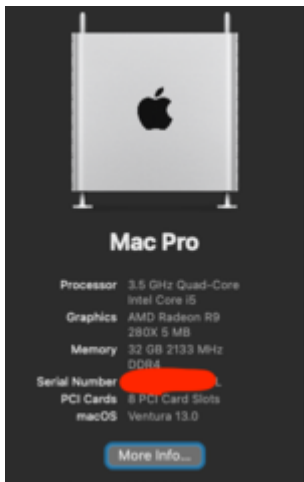 Mac Pro
Processor 3.5 GHz Quad-Core
Intel Core i5
Graphics AMD Radeon R9
280X 5 MB
Memory 32 GB 2133 MHz
DDR4
Serial Number L
PCI Cards 8 PCI Card Slots
macOS Ventura 13.0
More Info...